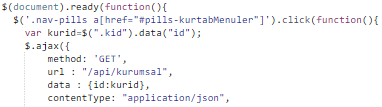 $(document).ready(function(){
$('.nav-pills a[href="#pills-kurtabMenuler"]').click(function(){
var kurid=$(".kid").data("id");
$.ajax({
method: 'GET',
url : "/api/kurumsal",
data : {id:kurid},
contentType: "application/json",